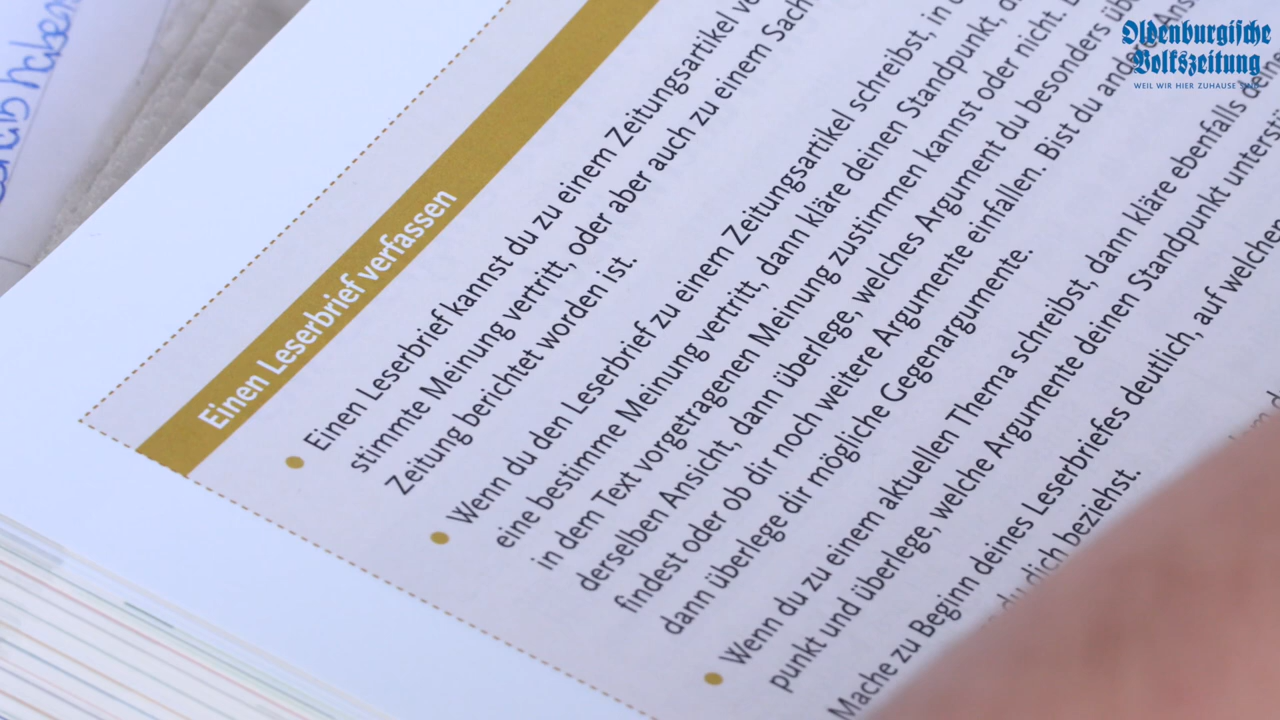 Oldenburgische
Volkszeitung
WEIL WIR HIER ZUHAUSE SIND
Einen Leserbrief verfassen
• Einen Leserbrief kannst du zu einem Zeitungsartikel
stimmte Meinung vertritt, oder aber auch zu einem
Zeitung berichtet worden ist.
• Wenn du den Leserbrief zu einem Zeitungsartikel schreibst, in
eine bestimme Meinung vertritt, dann kläre deinen Standpunkt,
in dem Text vorgetragenen Meinung zustimmen kannst oder nicht.
derselben Ansicht, dann überlege, welches Argument du besonders
findest oder ob dir noch weitere Argumente einfallen. Bist du
dann überlege dir mögliche Gegenargumente.
• Wenn du zu einem aktuellen Thema schreibst, dann kläre ebenfalls
punkt und überlege, welche Argumente deinen Standpunkt
Mache zu Beginn deines Leserbriefes deutlich, auf
du dich beziehst.